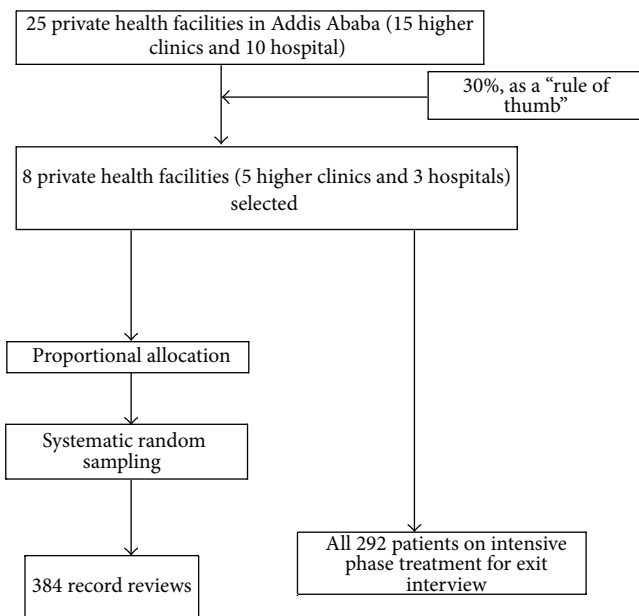 25 private health facilities in Addis Ababa (15 higher
clinics and 10 hospital)
30%, as a “rule of
thumb”
8 private health facilities (5 higher clinics and 3 hospitals)
selected
Proportional allocation
Systematic random
sampling
384 record reviews
All 292 patients on intensive
phase treatment for exit
interview